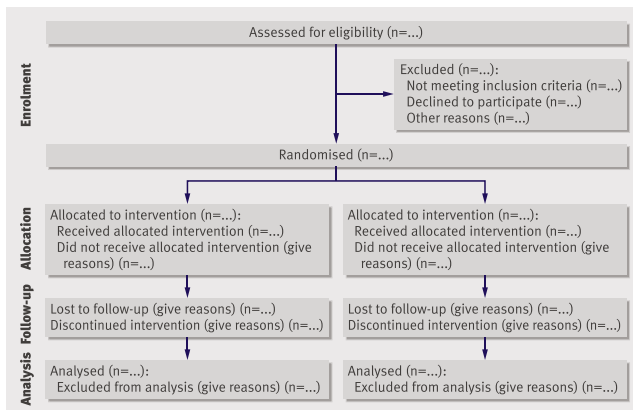 Enrolment
Assessed for eligibility (n=...)
Excluded (n=...):
Not meeting inclusion criteria (n=...)
Declined to participate (n=...)
Other reasons (n=...)
Randomised (n=...)
Allocation
Allocated to intervention (n=...):
Received allocated intervention (n=...)
Did not receive allocated intervention (give
reasons) (n=...)
Allocated to intervention (n=...):
Received allocated intervention (n=...)
Did not receive allocated intervention (give
reasons) (n=...)
Follow-up
Lost to follow-up (give reasons) (n=...)
Discontinued intervention (give reasons) (n=...)
Lost to follow-up (give reasons) (n=...)
Discontinued intervention (give reasons) (n=...)
Analysis
Analysed (n=...):
Excluded from analysis (give reasons) (n=...)
Analysed (n=...):
Excluded from analysis (give reasons) (n=...)